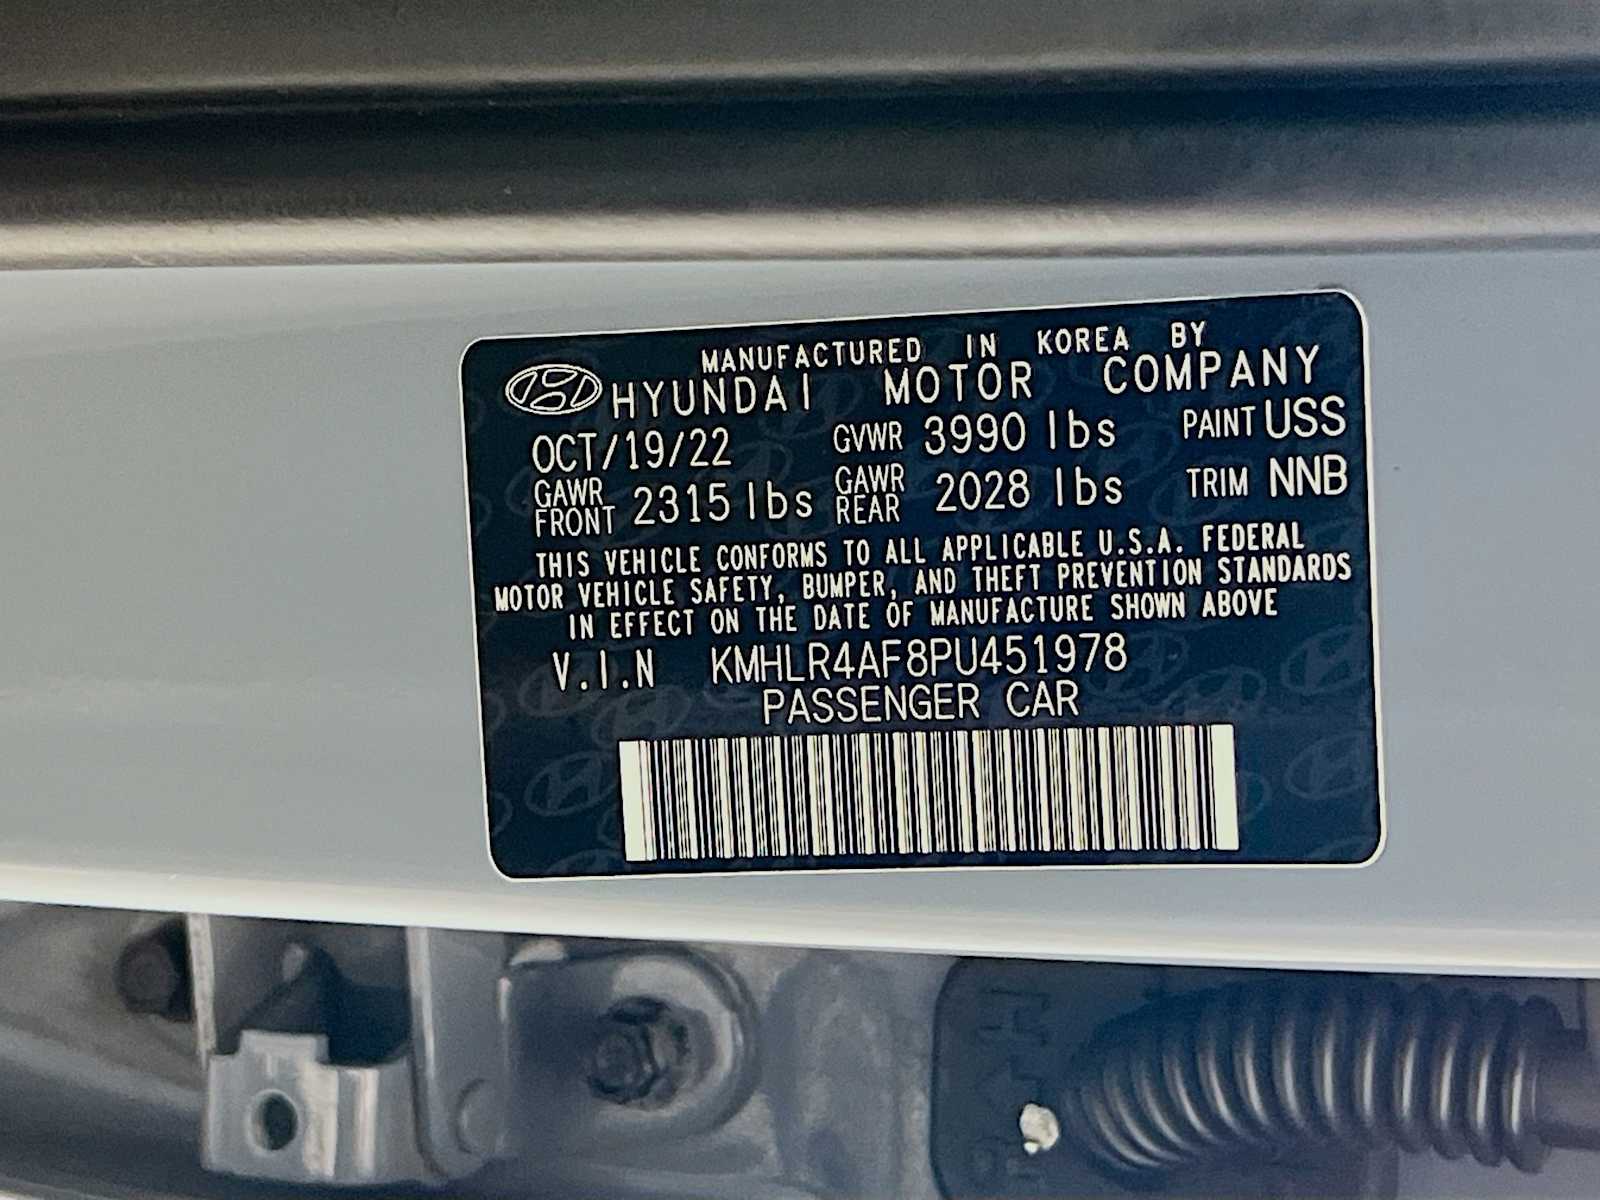 MANUFACTURED IN KOREA BY
HYUNDAI MOTOR COMPANY
OCT/19/22 GVWR 3990 lbs PAINT USS
GAWR FRONT 2315 lbs GAWR REAR 2028 lbs TRIM NNB
THIS VEHICLE CONFORMS TO ALL APPLICABLE U.S.A. FEDERAL
MOTOR VEHICLE SAFETY, BUMPER, AND THEFT PREVENTION STANDARDS
IN EFFECT ON THE DATE OF MANUFACTURE SHOWN ABOVE
V.I.N KMHLR4AF8PU451978
PASSENGER CAR